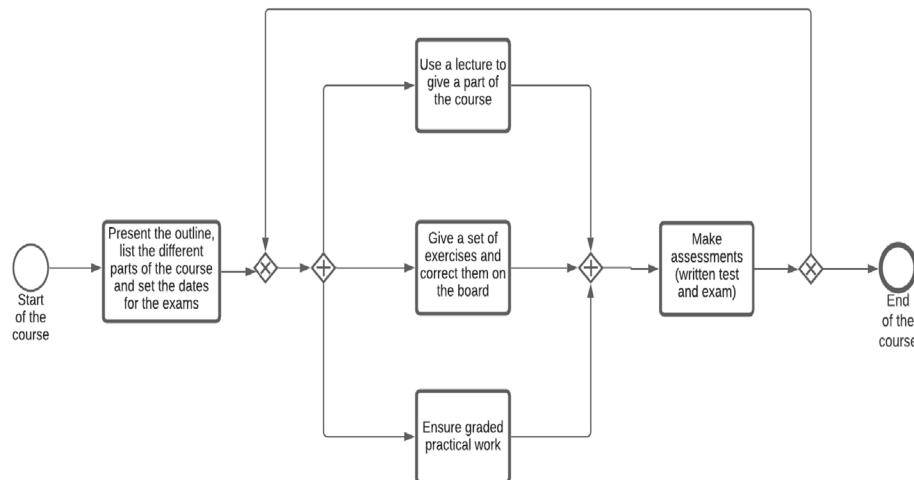 Use a lecture to
give a part of
the course
Present the outline,
list the different
parts of the course
and set the dates
for the exams
Give a set of
exercises and
correct them on
the board
Make
assessments
(written test
and exam)
Start
of the
course
End
of the
course
Ensure graded
practical work